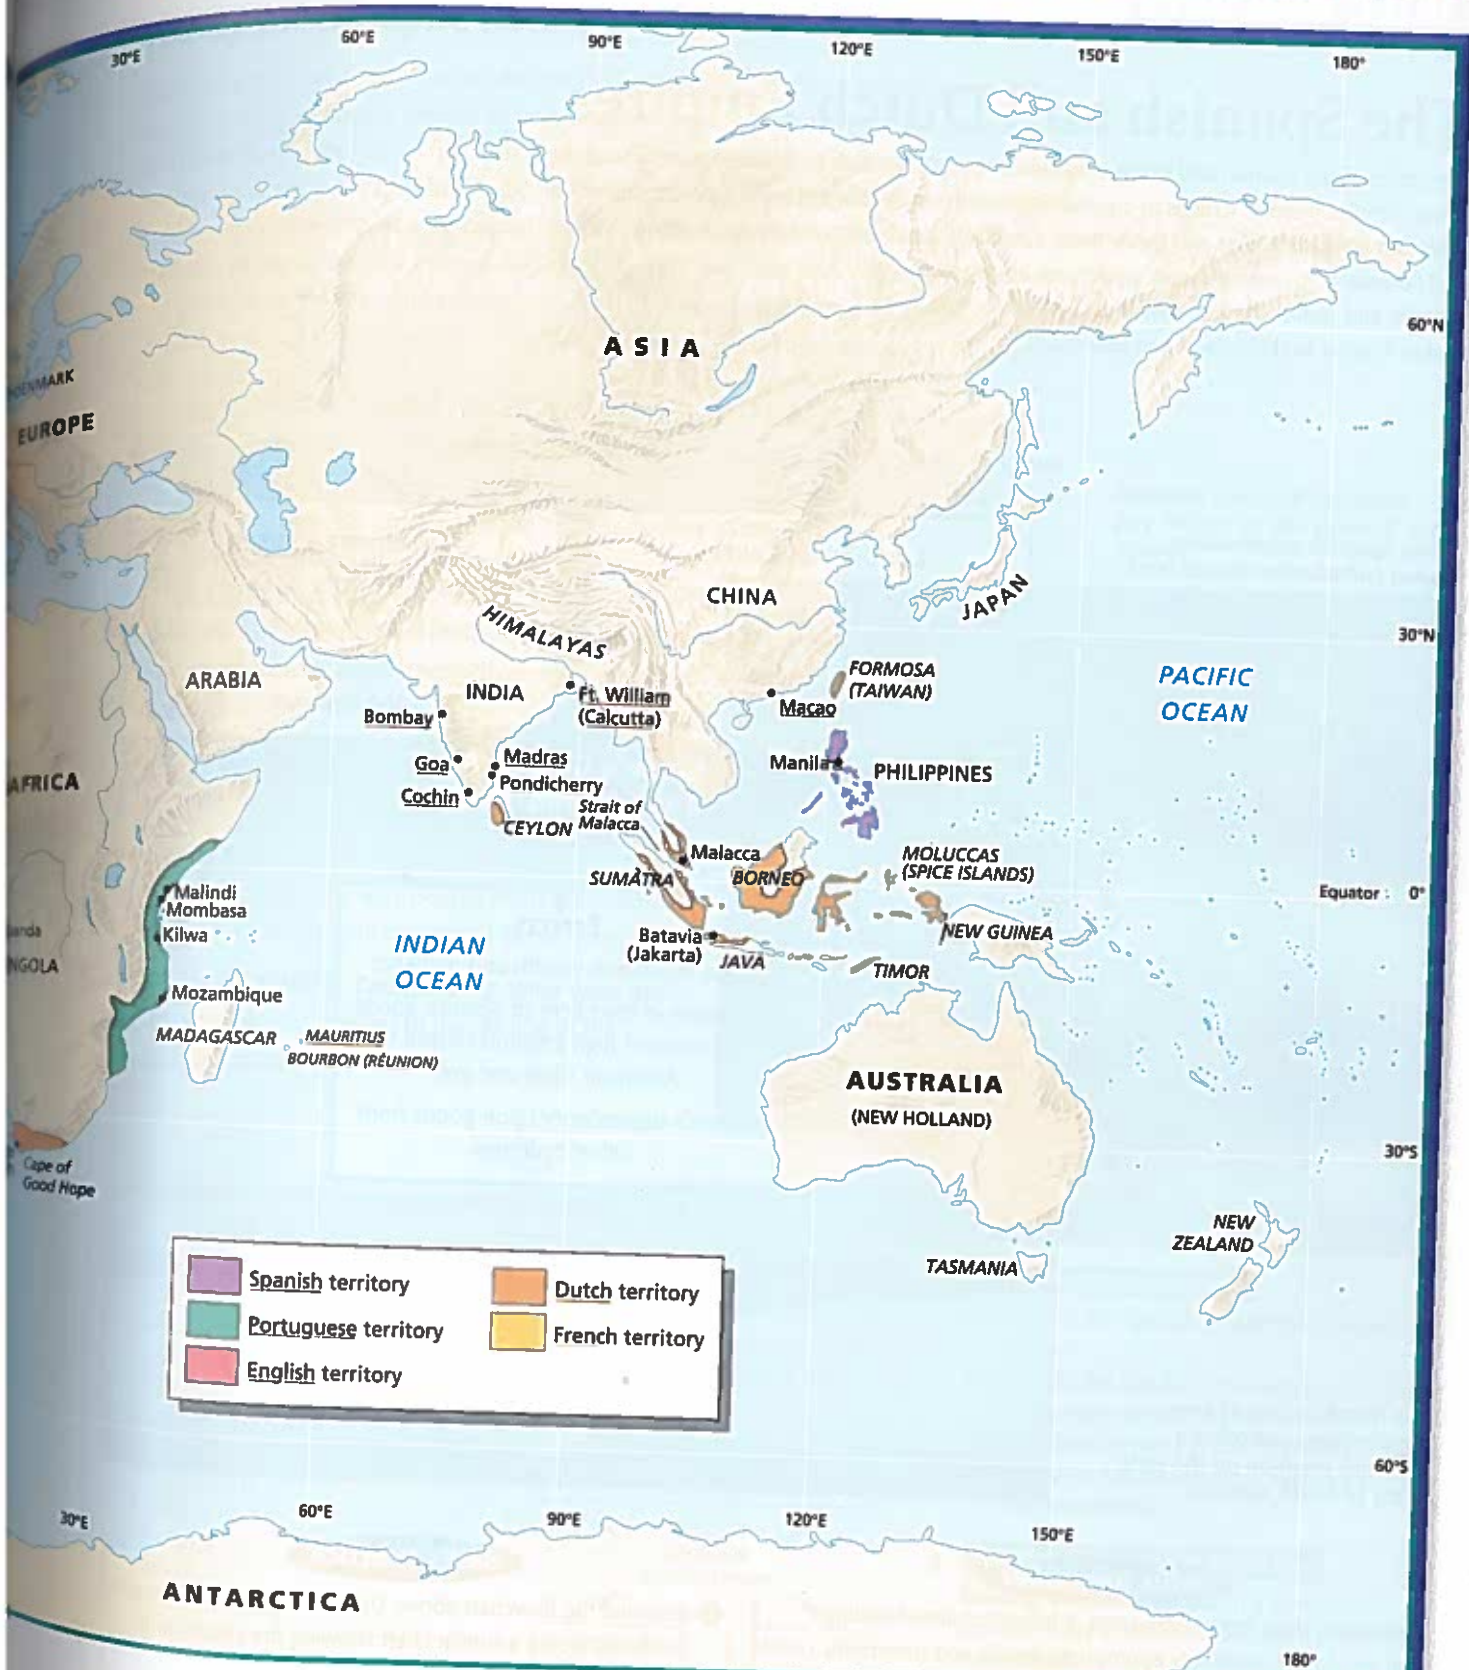 30°E
60°E
90°E
120°E
150°E
180°
60°N
ASIA
DENMARK
EUROPE
CHINA
HIMALAYAS
JAPAN
30°N
ARABIA
INDIA
Ft. William
(Calcutta)
Bombay
Macao
FORMOSA
(TAIWAN)
PACIFIC
OCEAN
Goa
Madras
Pondicherry
Cochin
CEYLON
Strait of
Malacca
Manila
PHILIPPINES
AFRICA
Malacca
SUMATRA
BORNEO
MOLUCCAS
(SPICE ISLANDS)
Equator
0°
Malindi
Mombasa
Kilwa
INDIAN
OCEAN
Batavia
(Jakarta)
JAVA
NEW GUINEA
TIMOR
NGOLA
Mozambique
MADAGASCAR
MAURITIUS
BOURBON (RÉUNION)
AUSTRALIA
(NEW HOLLAND)
30°S
Cape of
Good Hope
NEW
ZEALAND
TASMANIA
Spanish territory
Portuguese territory
English territory
Dutch territory
French territory
60°S
30°E
60°E
90°E
120°E
150°E
180°
ANTARCTICA